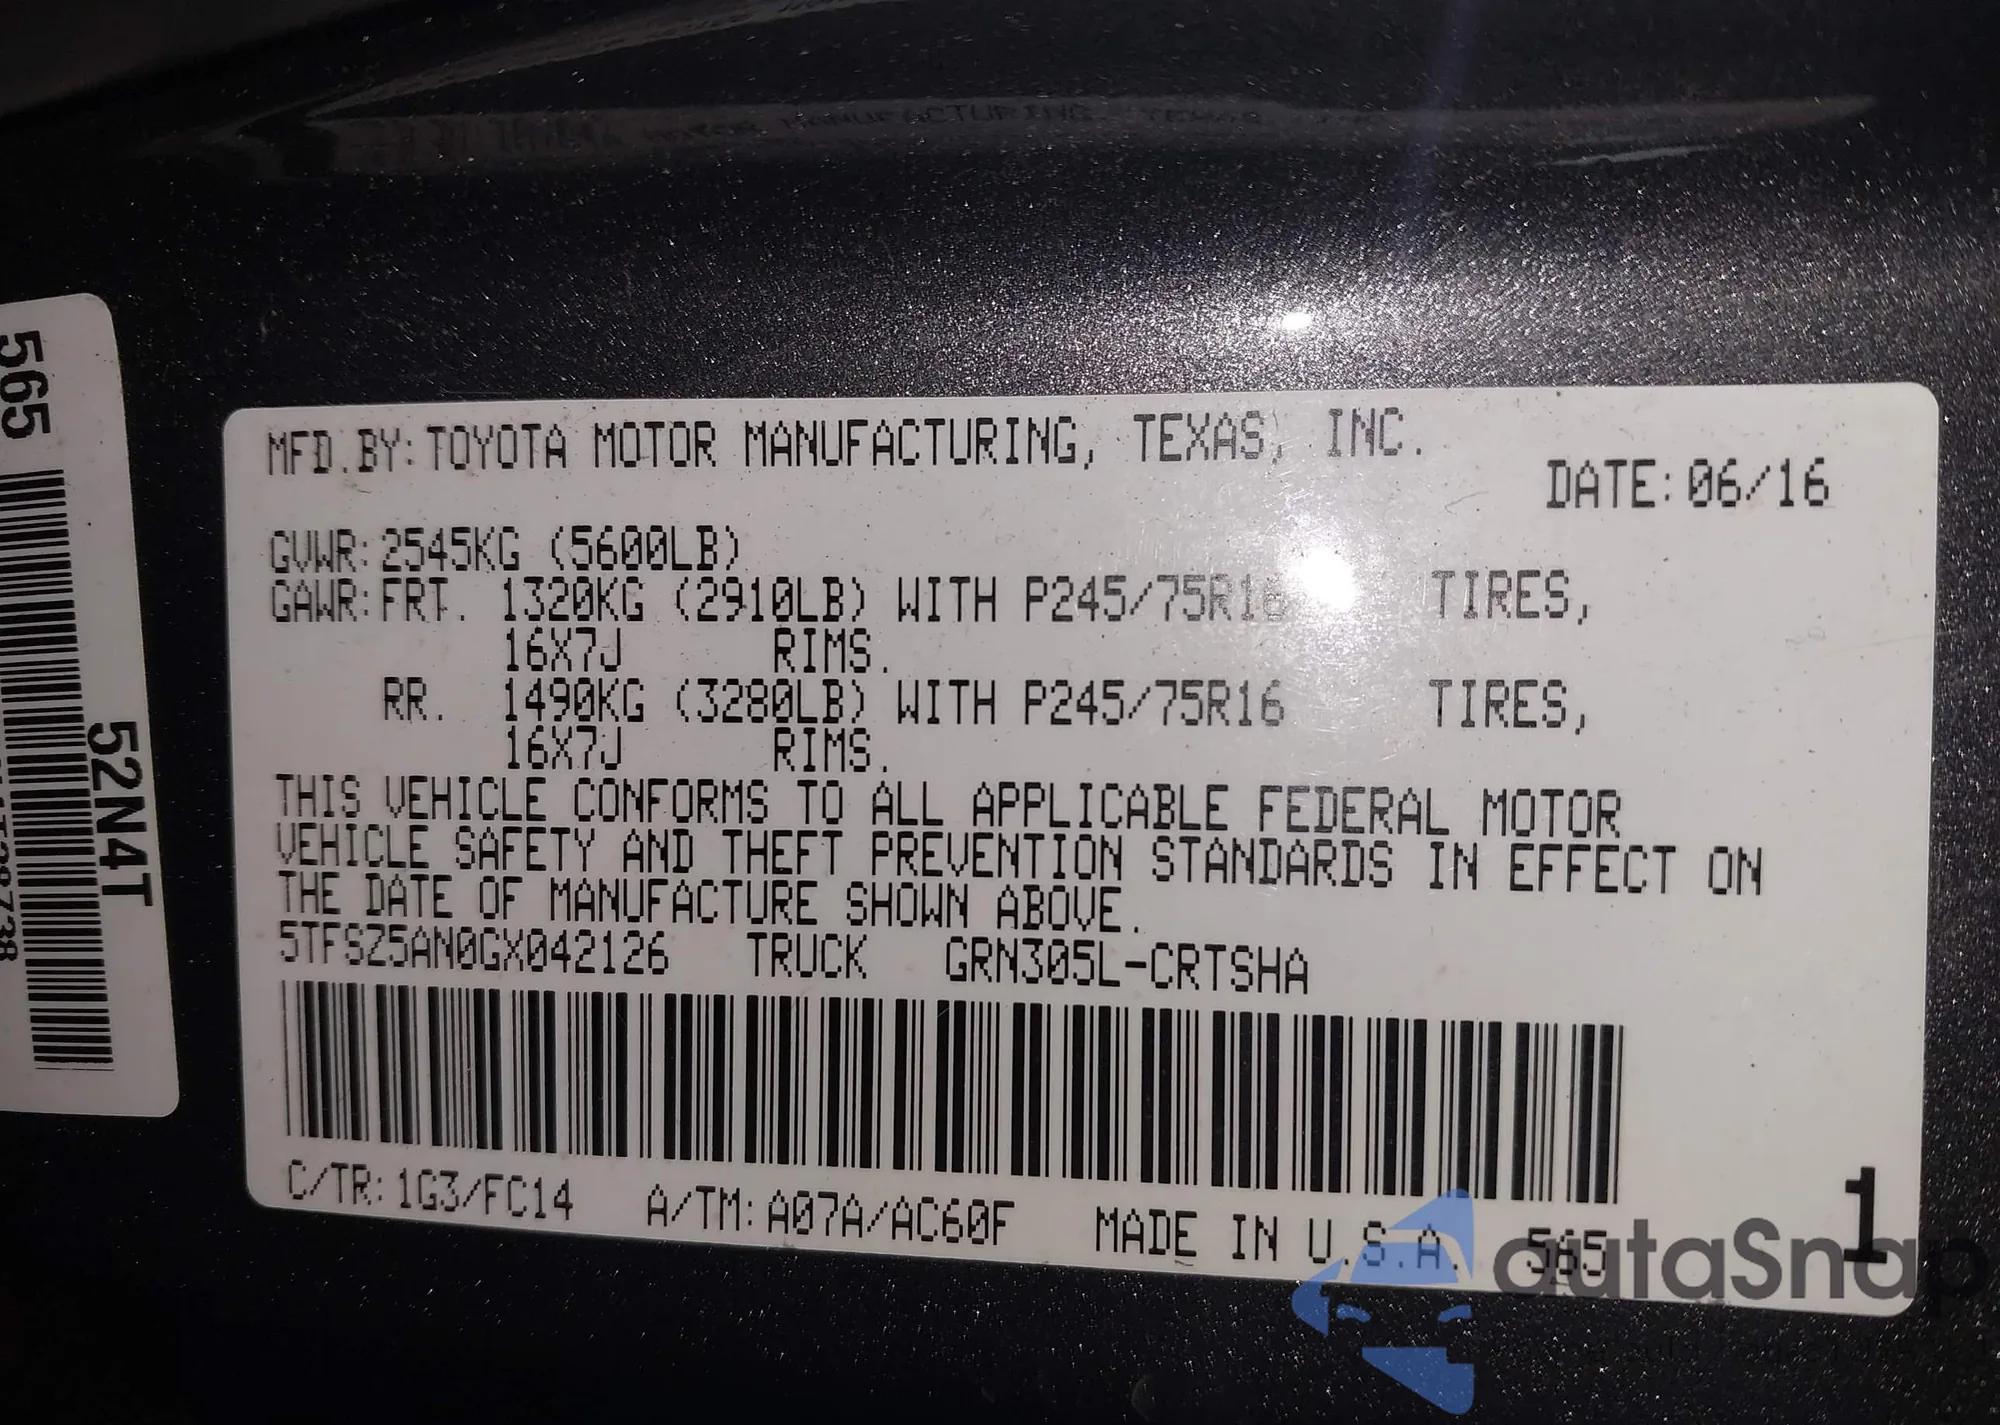 MFD.BY:TOYOTA MOTOR MANUFACTURING, TEXAS, INC.
DATE:06/16
GVWR:2545KG (5600LB)
GAWR:FRT. 1320KG (2910LB) WITH P245/75R16 TIRES,
16X7J RIMS.
RR. 1490KG (3280LB) WITH P245/75R16 TIRES,
16X7J RIMS.
THIS VEHICLE CONFORMS TO ALL APPLICABLE FEDERAL MOTOR
VEHICLE SAFETY AND THEFT PREVENTION STANDARDS IN EFFECT ON
THE DATE OF MANUFACTURE SHOWN ABOVE.
5TFSZ5AN0GX042126 TRUCK GRN305L-CRTSHA
C/TR:1G3/FC14 A/TM:A07A/AC60F MADE IN U.S.A. 565
1
565
52N4T
autaSnap